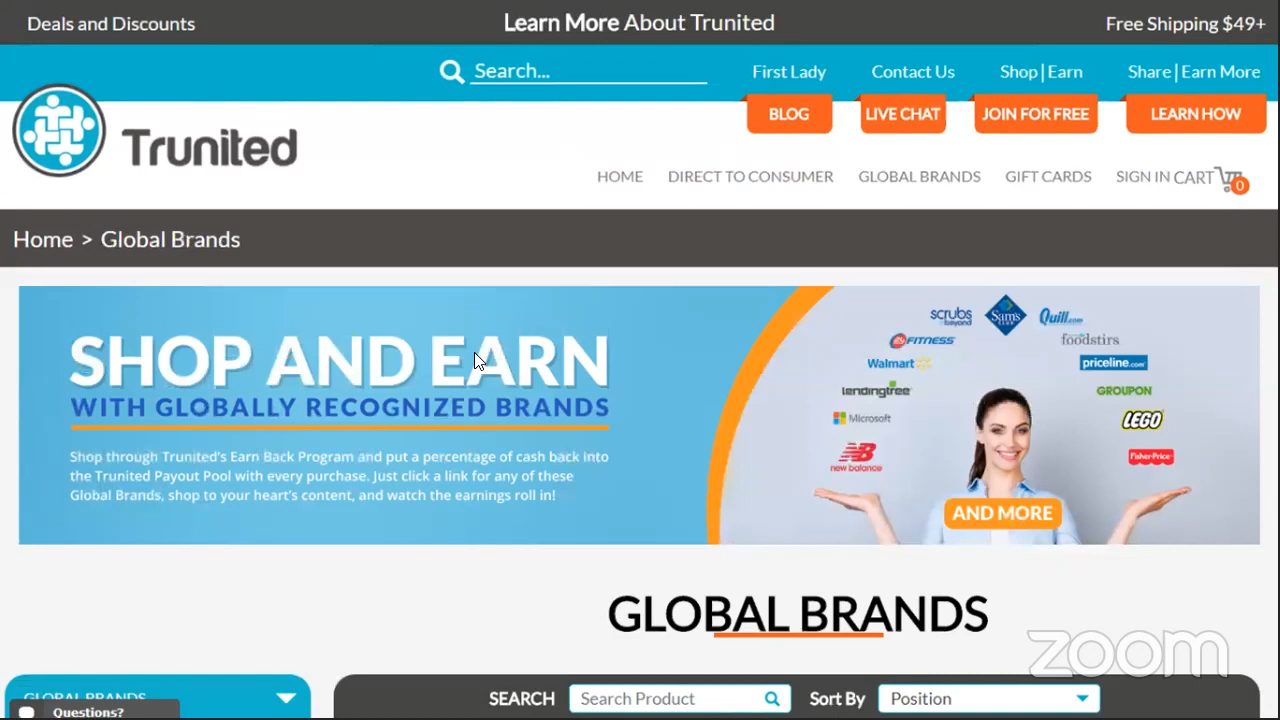 Deals and Discounts
Learn More About Trunited
Free Shipping $49+
Search...
First Lady
Contact Us
Shop|Earn
Share|Earn More
BLOG
LIVE CHAT
JOIN FOR FREE
LEARN HOW
Trunited
HOME
DIRECT TO CONSUMER
GLOBAL BRANDS
GIFT CARDS
SIGN IN
CART
0
Home > Global Brands
SHOP AND EARN
WITH GLOBALLY RECOGNIZED BRANDS
Shop through Trunited's Earn Back Program and put a percentage of cash back into
the Trunited Payout Pool with every purchase. Just click a link for any of these
Global Brands, shop to your heart's content, and watch the earnings roll in!
scrubs
&beyond
Sam's
CLUB
Quill.com
FITNESS
foodstirs
Walmart
priceline.com
lendingtree
GROUPON
Microsoft
LEGO
new balance
Fisher-Price
AND MORE
GLOBAL BRANDS
zoom
GLOBAL BRANDS
SEARCH
Search Product
Sort By
Position
Questions?